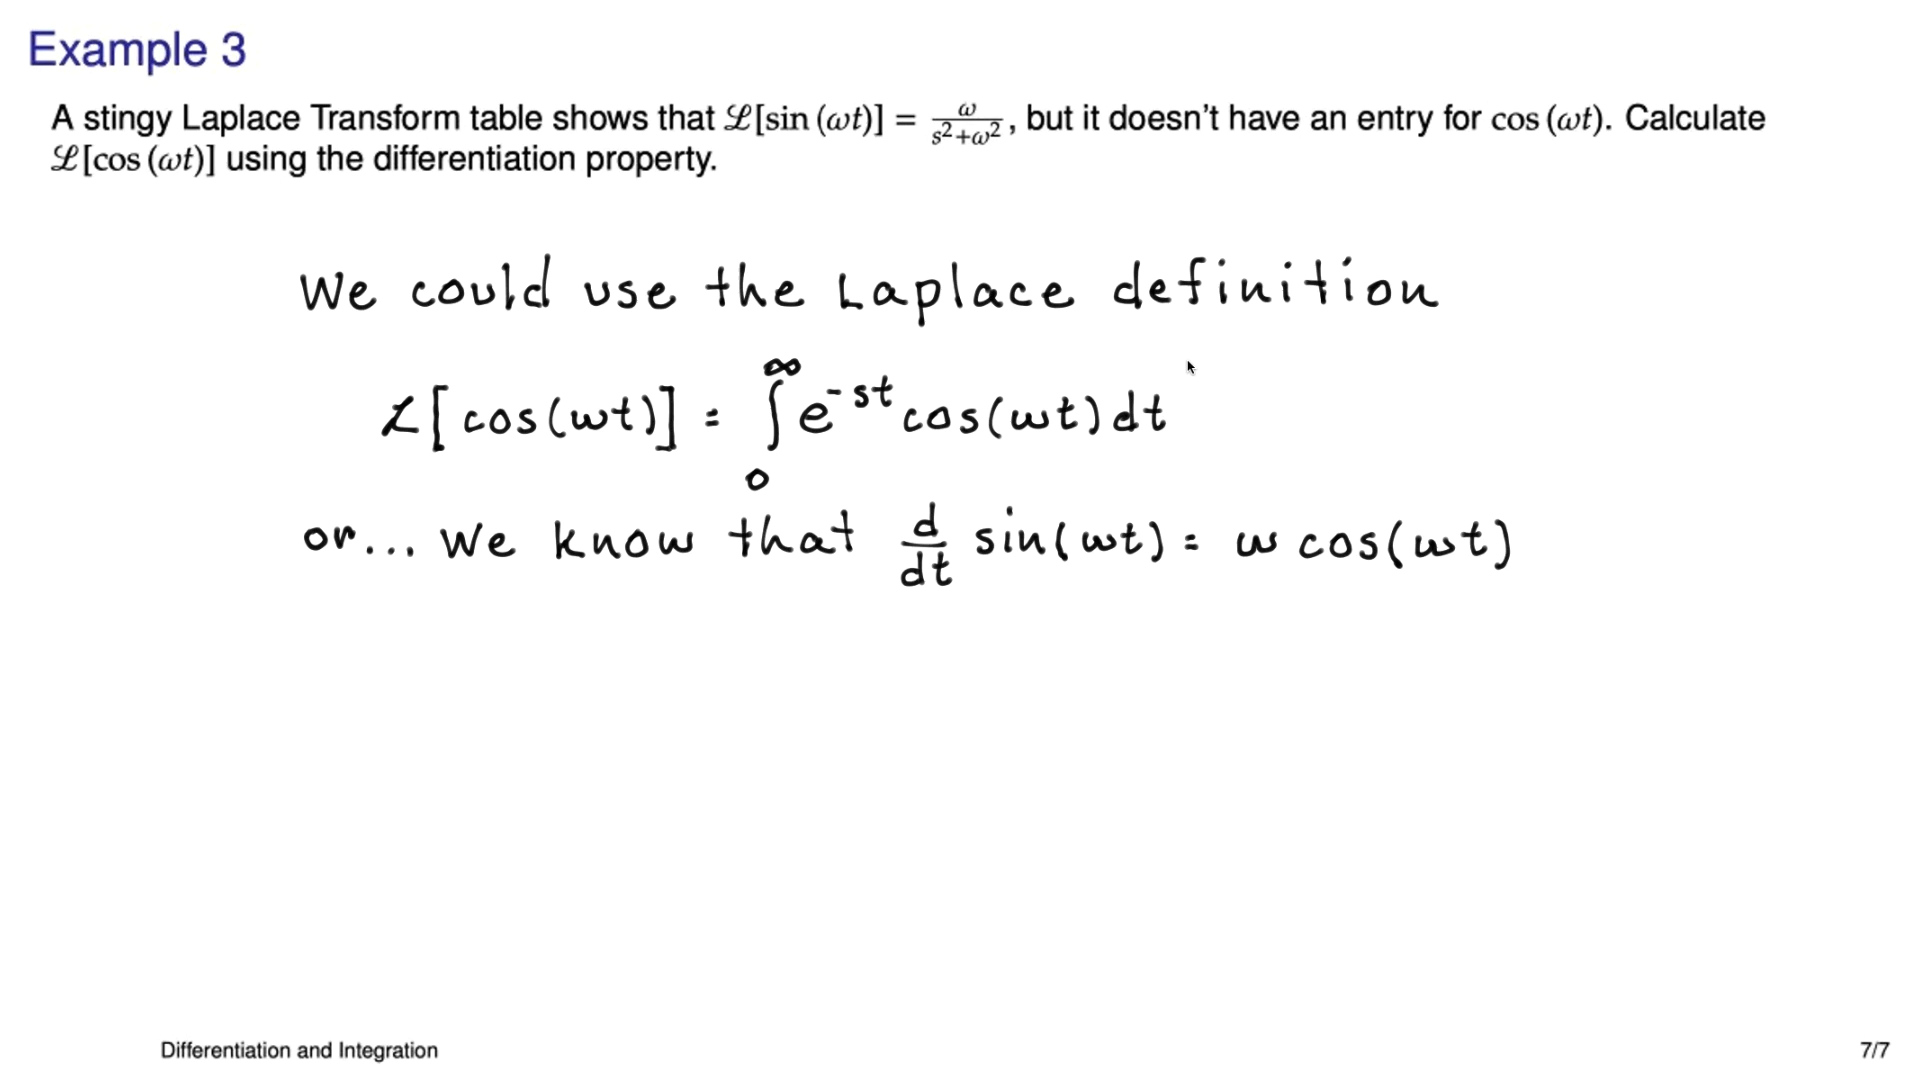 Example 3
A stingy Laplace Transform table shows that ℒ[sin (ωt)] = ω/(s²+ω²), but it doesn't have an entry for cos (ωt). Calculate
ℒ[cos (ωt)] using the differentiation property.
We could use the Laplace definition
ℒ[cos(ωt)] = ∫₀^∞ e^(-st) cos(ωt) dt
or... We know that d/dt sin(ωt) = ω cos(ωt)
Differentiation and Integration
7/7